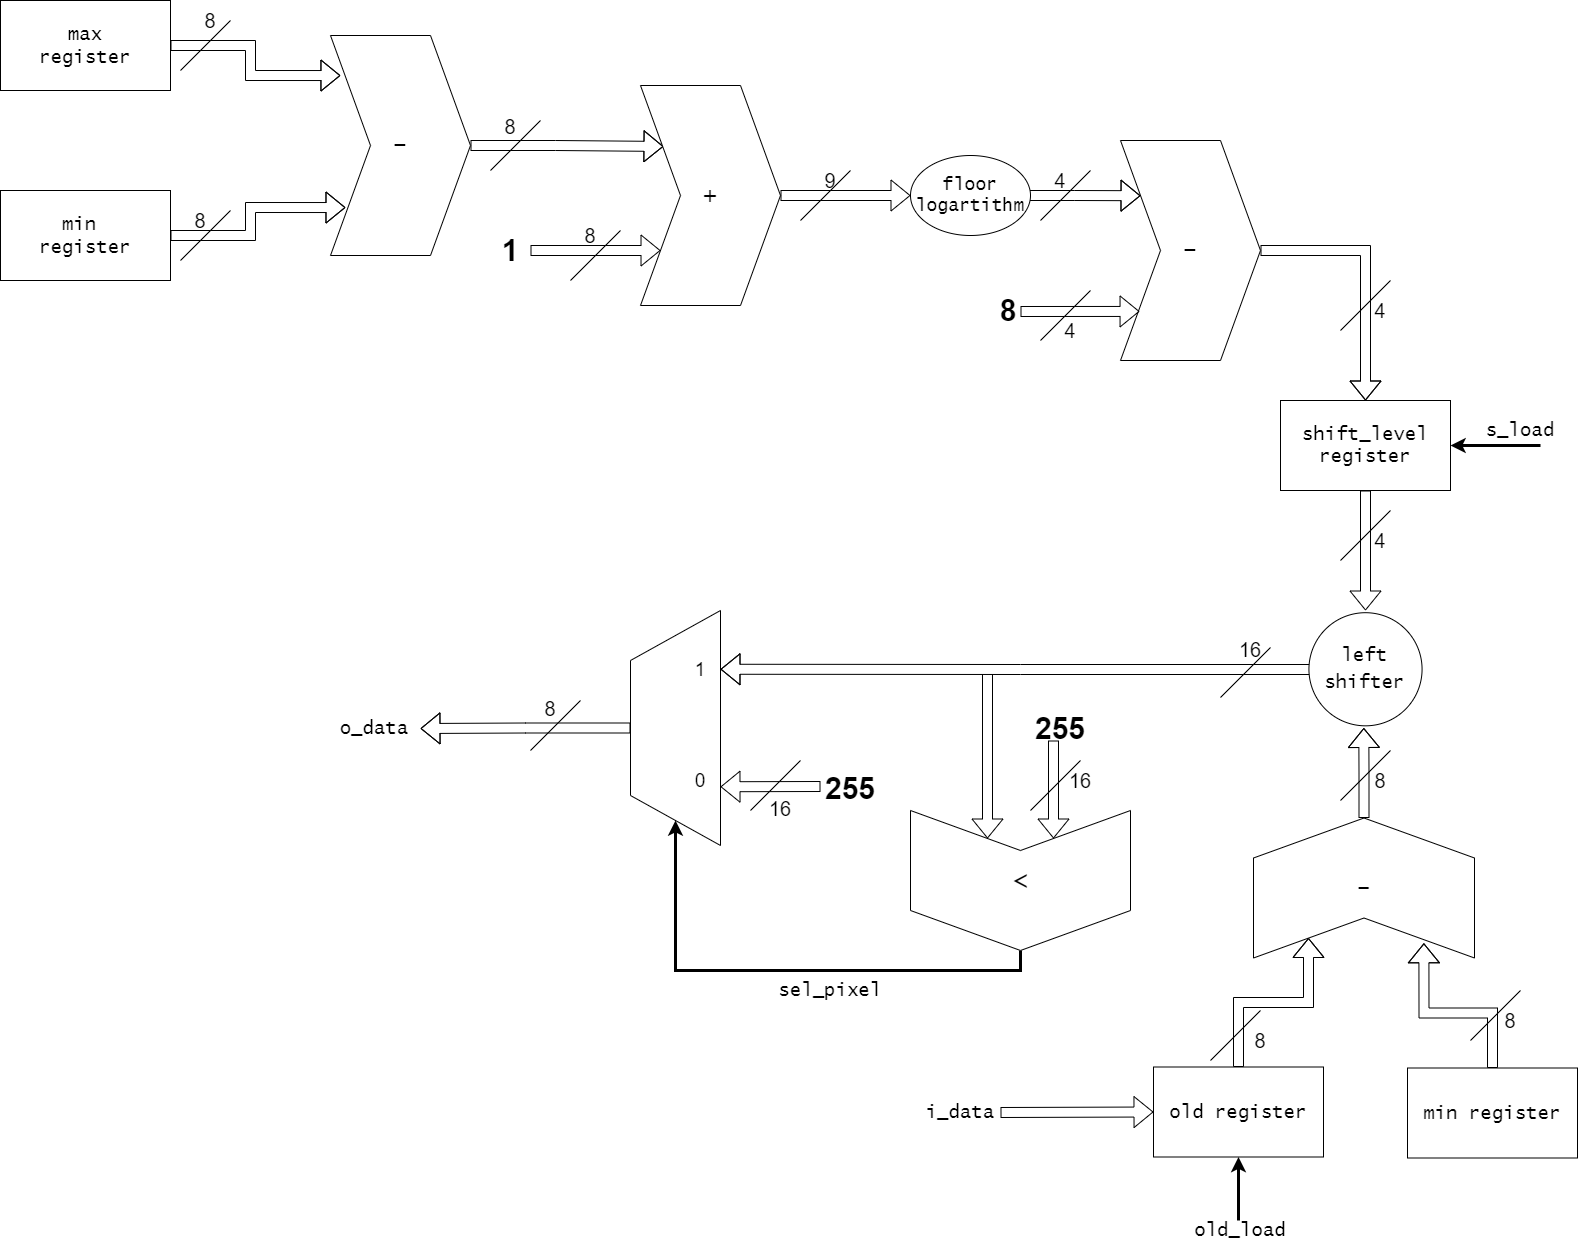 max
register
8
-
8
+
9
floor
logartithm
4
-
min
register
8
1
8
8
4
4
shift_level
register
s_load
4
left
shifter
16
1
o_data
8
0
255
16
255
16
<
sel_pixel
8
-
8
8
i_data
old register
min register
old_load